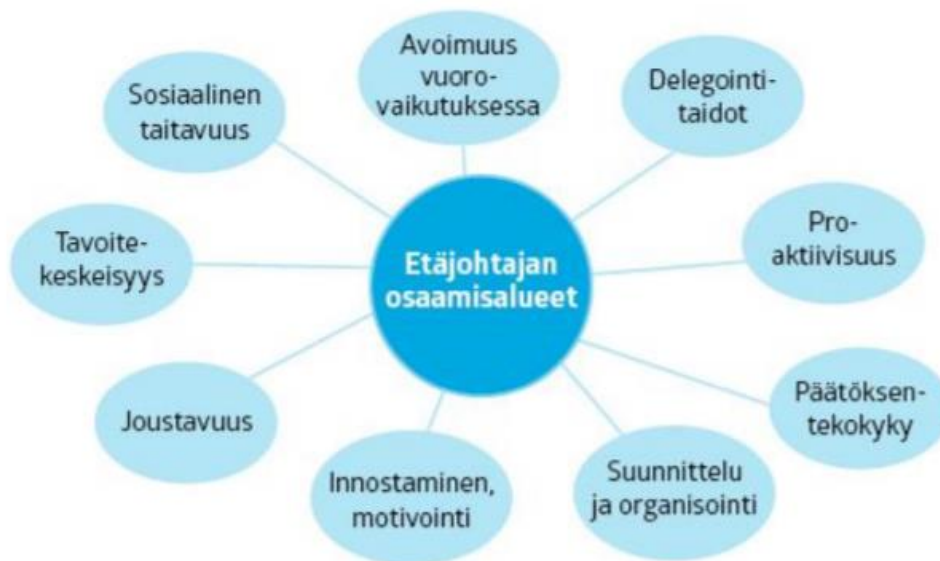 Avoimuus
vuoro-
vaikutuksessa
Delegointi-
taidot
Pro-
aktiivisuus
Päätöksen-
tekokyky
Suunnittelu
ja organisointi
Innostaminen,
motivointi
Joustavuus
Tavoite-
keskeisyys
Sosiaalinen
taitavuus
Etäjohtajan
osaamisalueet